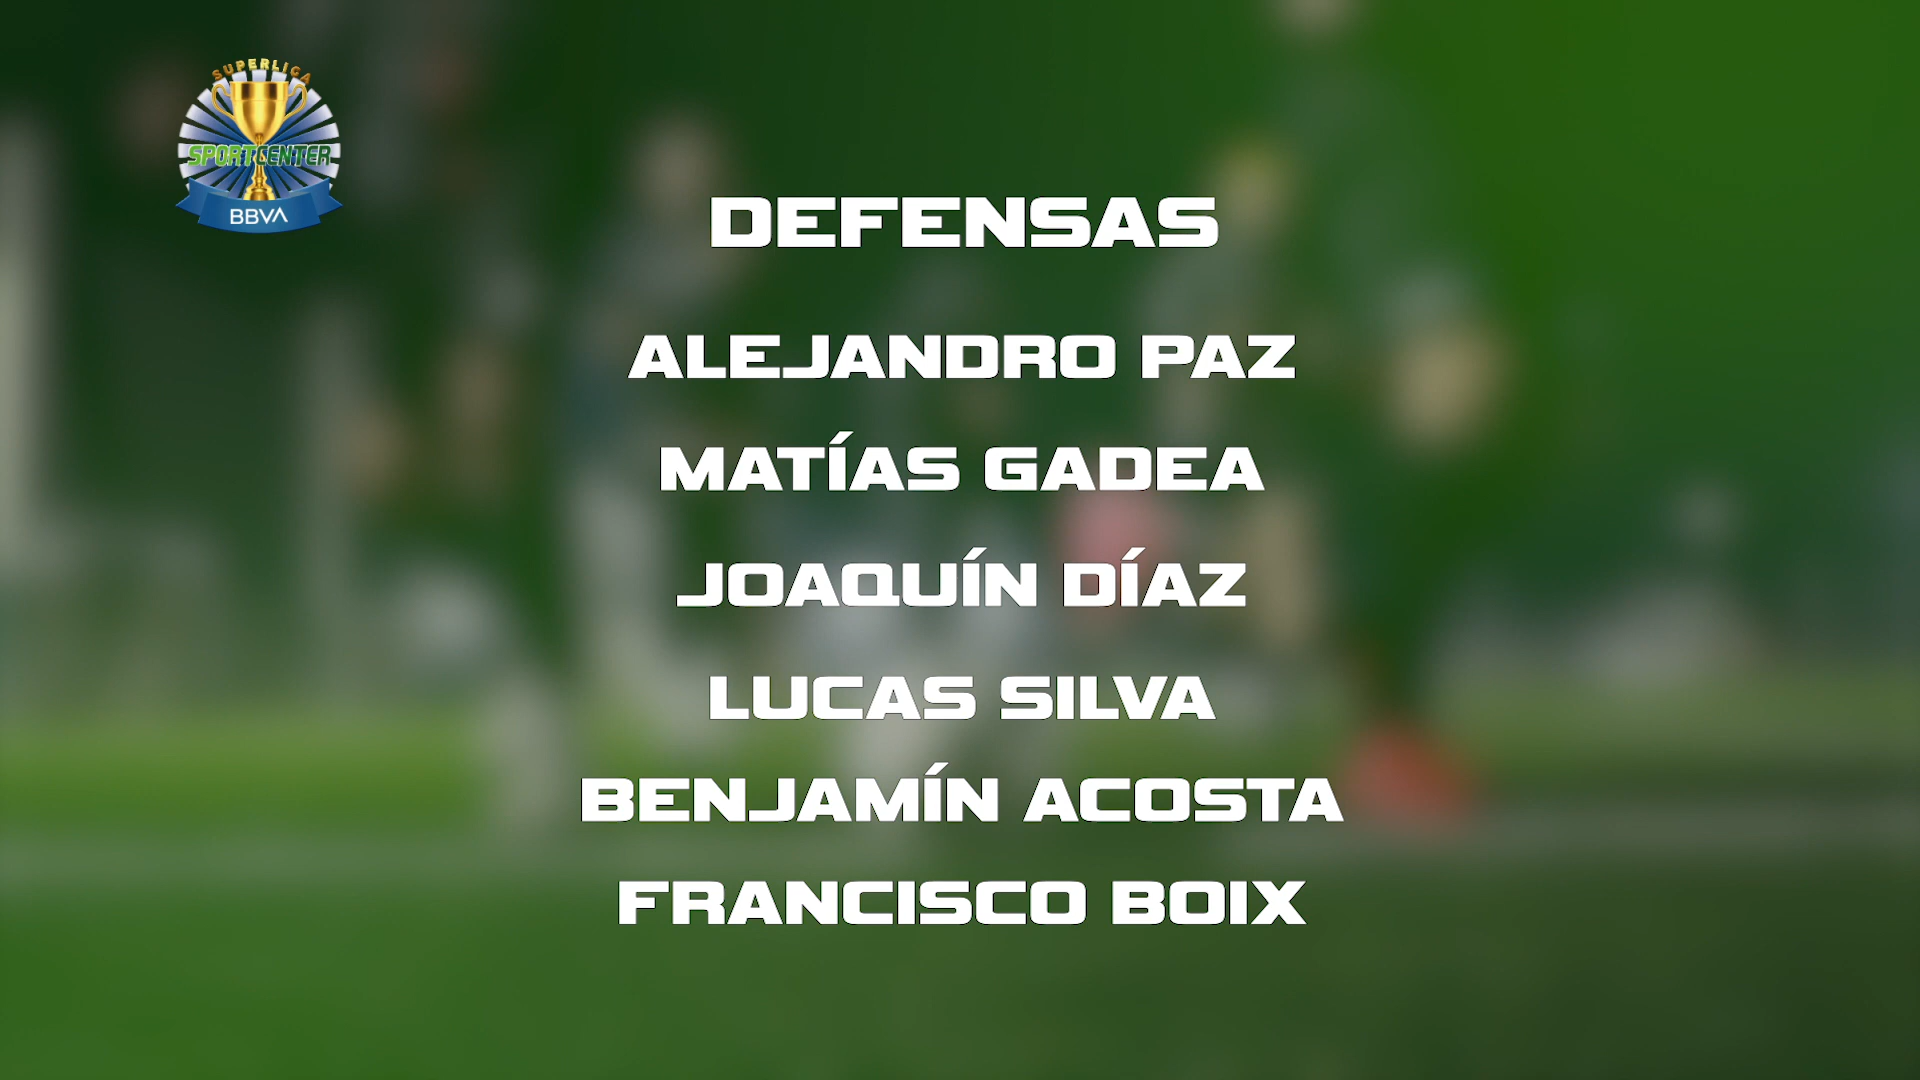 SUPERLIGA
SPORTCENTER
BBVA
DEFENSAS
ALEJANDRO PAZ
MATÍAS GADEA
JOAQUÍN DÍAZ
LUCAS SILVA
BENJAMÍN ACOSTA
FRANCISCO BOIX